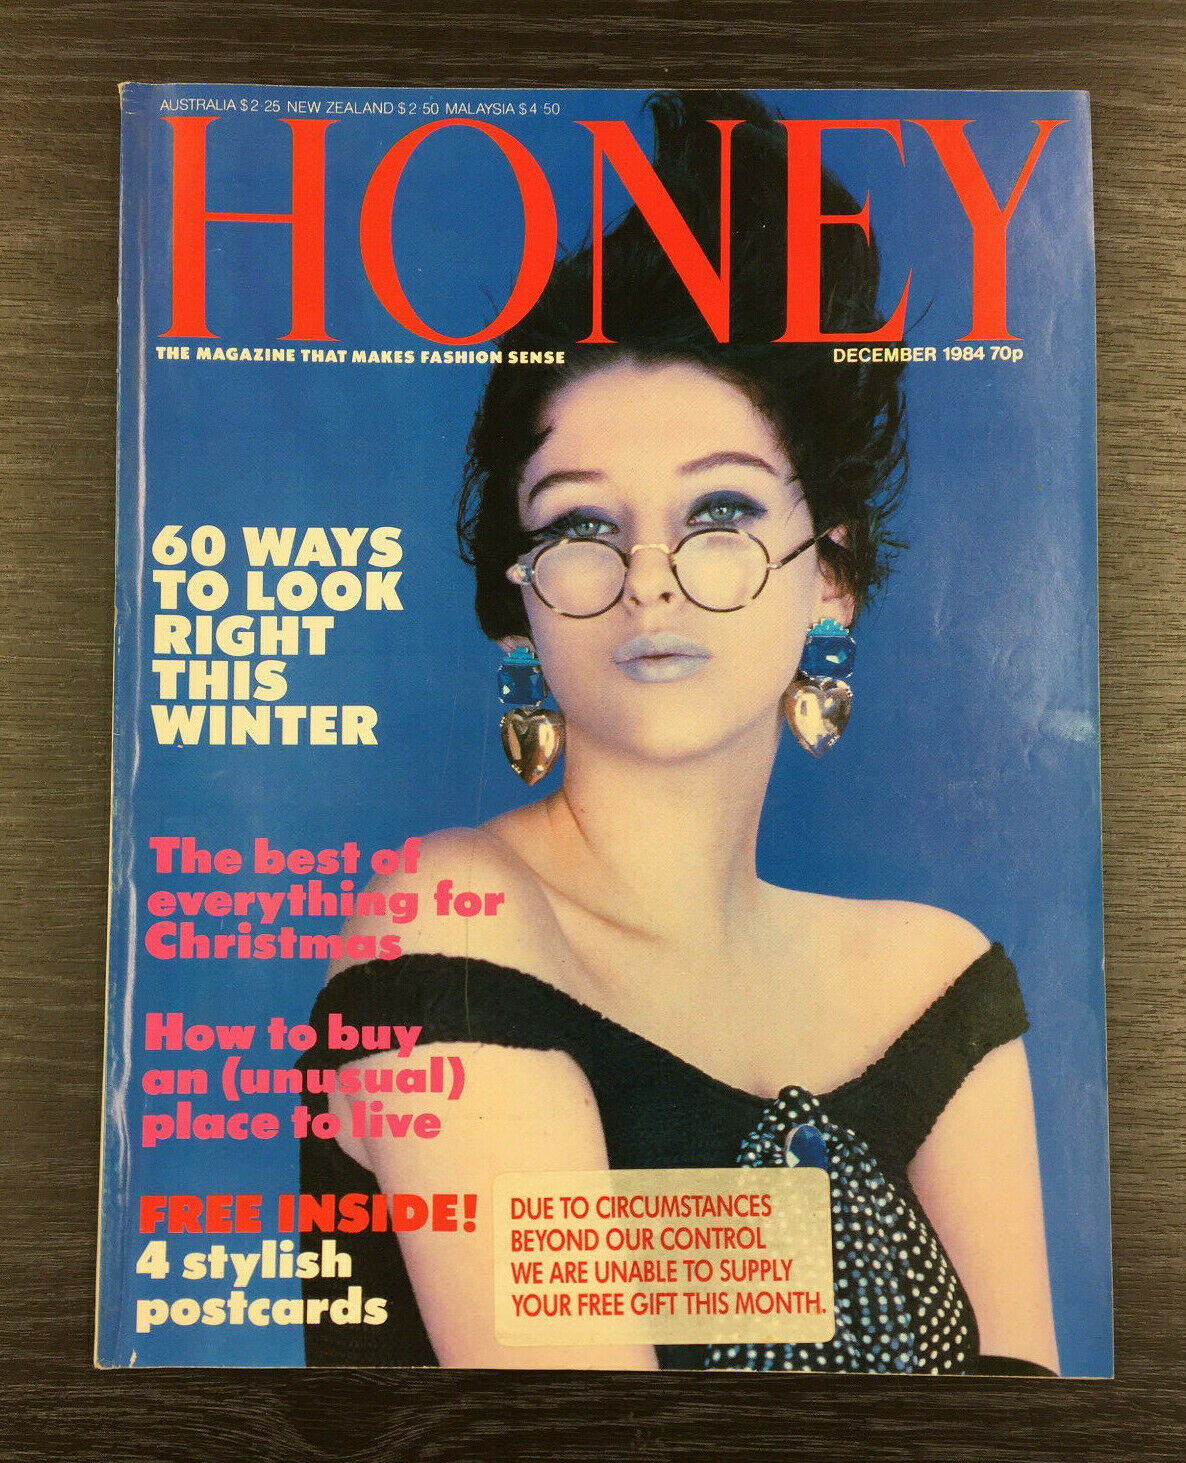 AUSTRALIA $2·25 NEW ZEALAND $2·50 MALAYSIA $4·50
HONEY
THE MAGAZINE THAT MAKES FASHION SENSE
DECEMBER 1984 70p
60 WAYS
TO LOOK
RIGHT
THIS
WINTER
The best of
everything for
Christmas
How to buy
an (unusual)
place to live
FREE INSIDE!
4 stylish
postcards
DUE TO CIRCUMSTANCES
BEYOND OUR CONTROL
WE ARE UNABLE TO SUPPLY
YOUR FREE GIFT THIS MONTH.